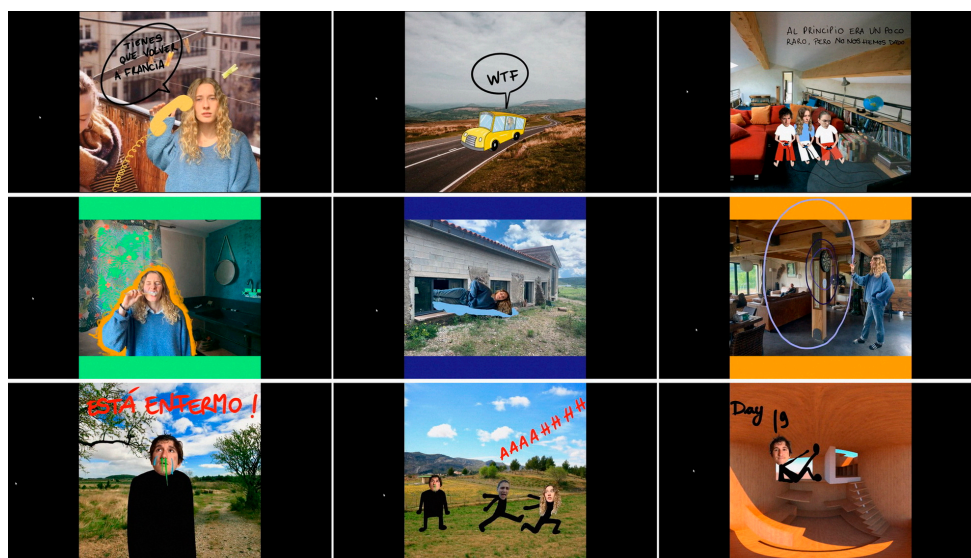 TIENES
QUE VOLVER
A FRANCIA!
WTF
AL PRINCIPIO ERA UN POCO
RARO, PERO NO NOS HEMOS DADO
ESTÁ ENFERMO!
AAAAHHHH
Day 19